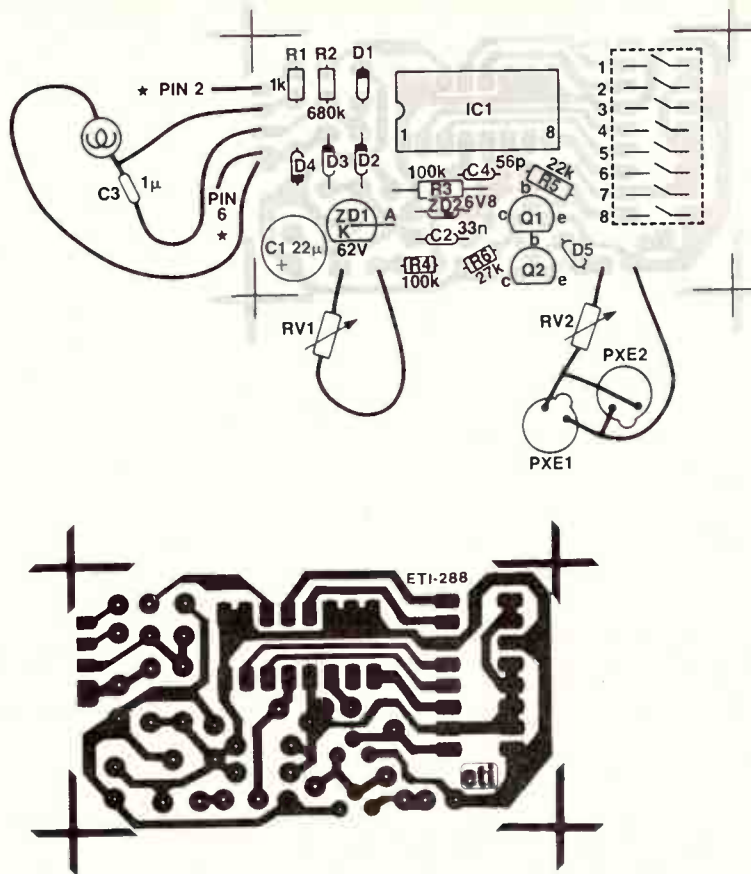 R1 R2 D1
★ PIN 2
1k
680k
IC1
1 8
1
2
3
4
5
6
7
8
C3 1µ
PIN
6
★
D4 D3 D2
100k
R3
C4 56p
22k
R5
ZD2 6V8
C1 22µ
+
ZD1 A
K
62V
33n
C2
b
c Q1 e
b
c Q2 e
D5
R4
100k
R6
27k
RV1
RV2
PXE2
PXE1
ETI-288
eti